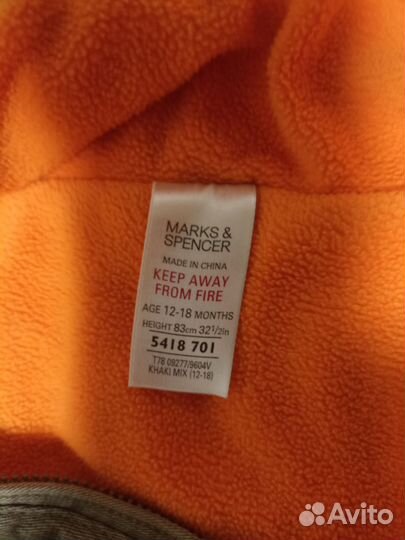 MARKS &
SPENCER
MADE IN CHINA
KEEP AWAY
FROM FIRE
AGE 12-18 MONTHS
HEIGHT 83cm 32½in
5418 701
T78 09277/9604V
KHAKI MIX (12-18)
Avito